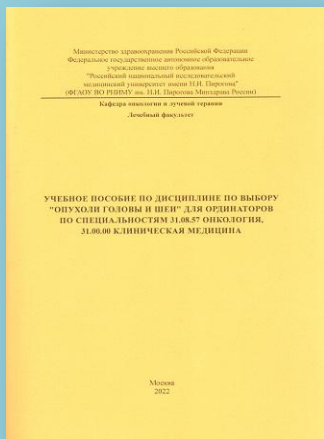 Министерство здравоохранения Российской Федерации
Федеральное государственное автономное образовательное
учреждение высшего образования
"Российский национальный исследовательский
медицинский университет имени Н.И. Пирогова"
(ФГАОУ ВО РНИМУ им. Н.И. Пирогова Минздрава России)
Кафедра онкологии и лучевой терапии
Лечебный факультет
УЧЕБНОЕ ПОСОБИЕ ПО ДИСЦИПЛИНЕ ПО ВЫБОРУ
"ОПУХОЛИ ГОЛОВЫ И ШЕИ" ДЛЯ ОРДИНАТОРОВ
ПО СПЕЦИАЛЬНОСТЯМ 31.08.57 ОНКОЛОГИЯ,
31.00.00 КЛИНИЧЕСКАЯ МЕДИЦИНА
Москва
2022